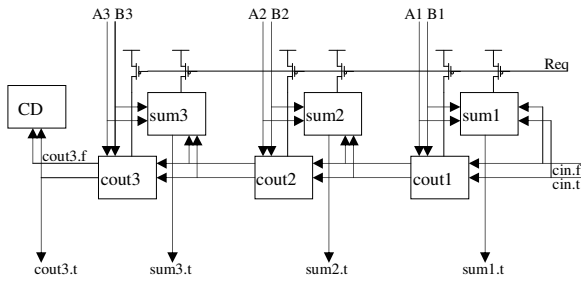 A3 B3 A2 B2 A1 B1
Req
CD sum3 sum2 sum1
cout3.f cin.f
cout3 cout2 cout1 cin.t
cout3.t sum3.t sum2.t sum1.t